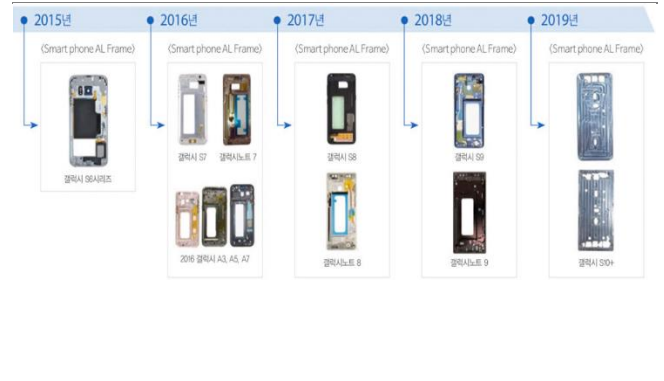 2015년
2016년
2017년
2018년
2019년
〈Smart phone AL Frame〉
〈Smart phone AL Frame〉
〈Smart phone AL Frame〉
〈Smart phone AL Frame〉
〈Smart phone AL Frame〉
갤럭시 S6시리즈
갤럭시 S7
갤럭시노트 7
2016 갤럭시 A3, A5, A7
갤럭시 S8
갤럭시노트 8
갤럭시 S9
갤럭시노트 9
갤럭시 S10+